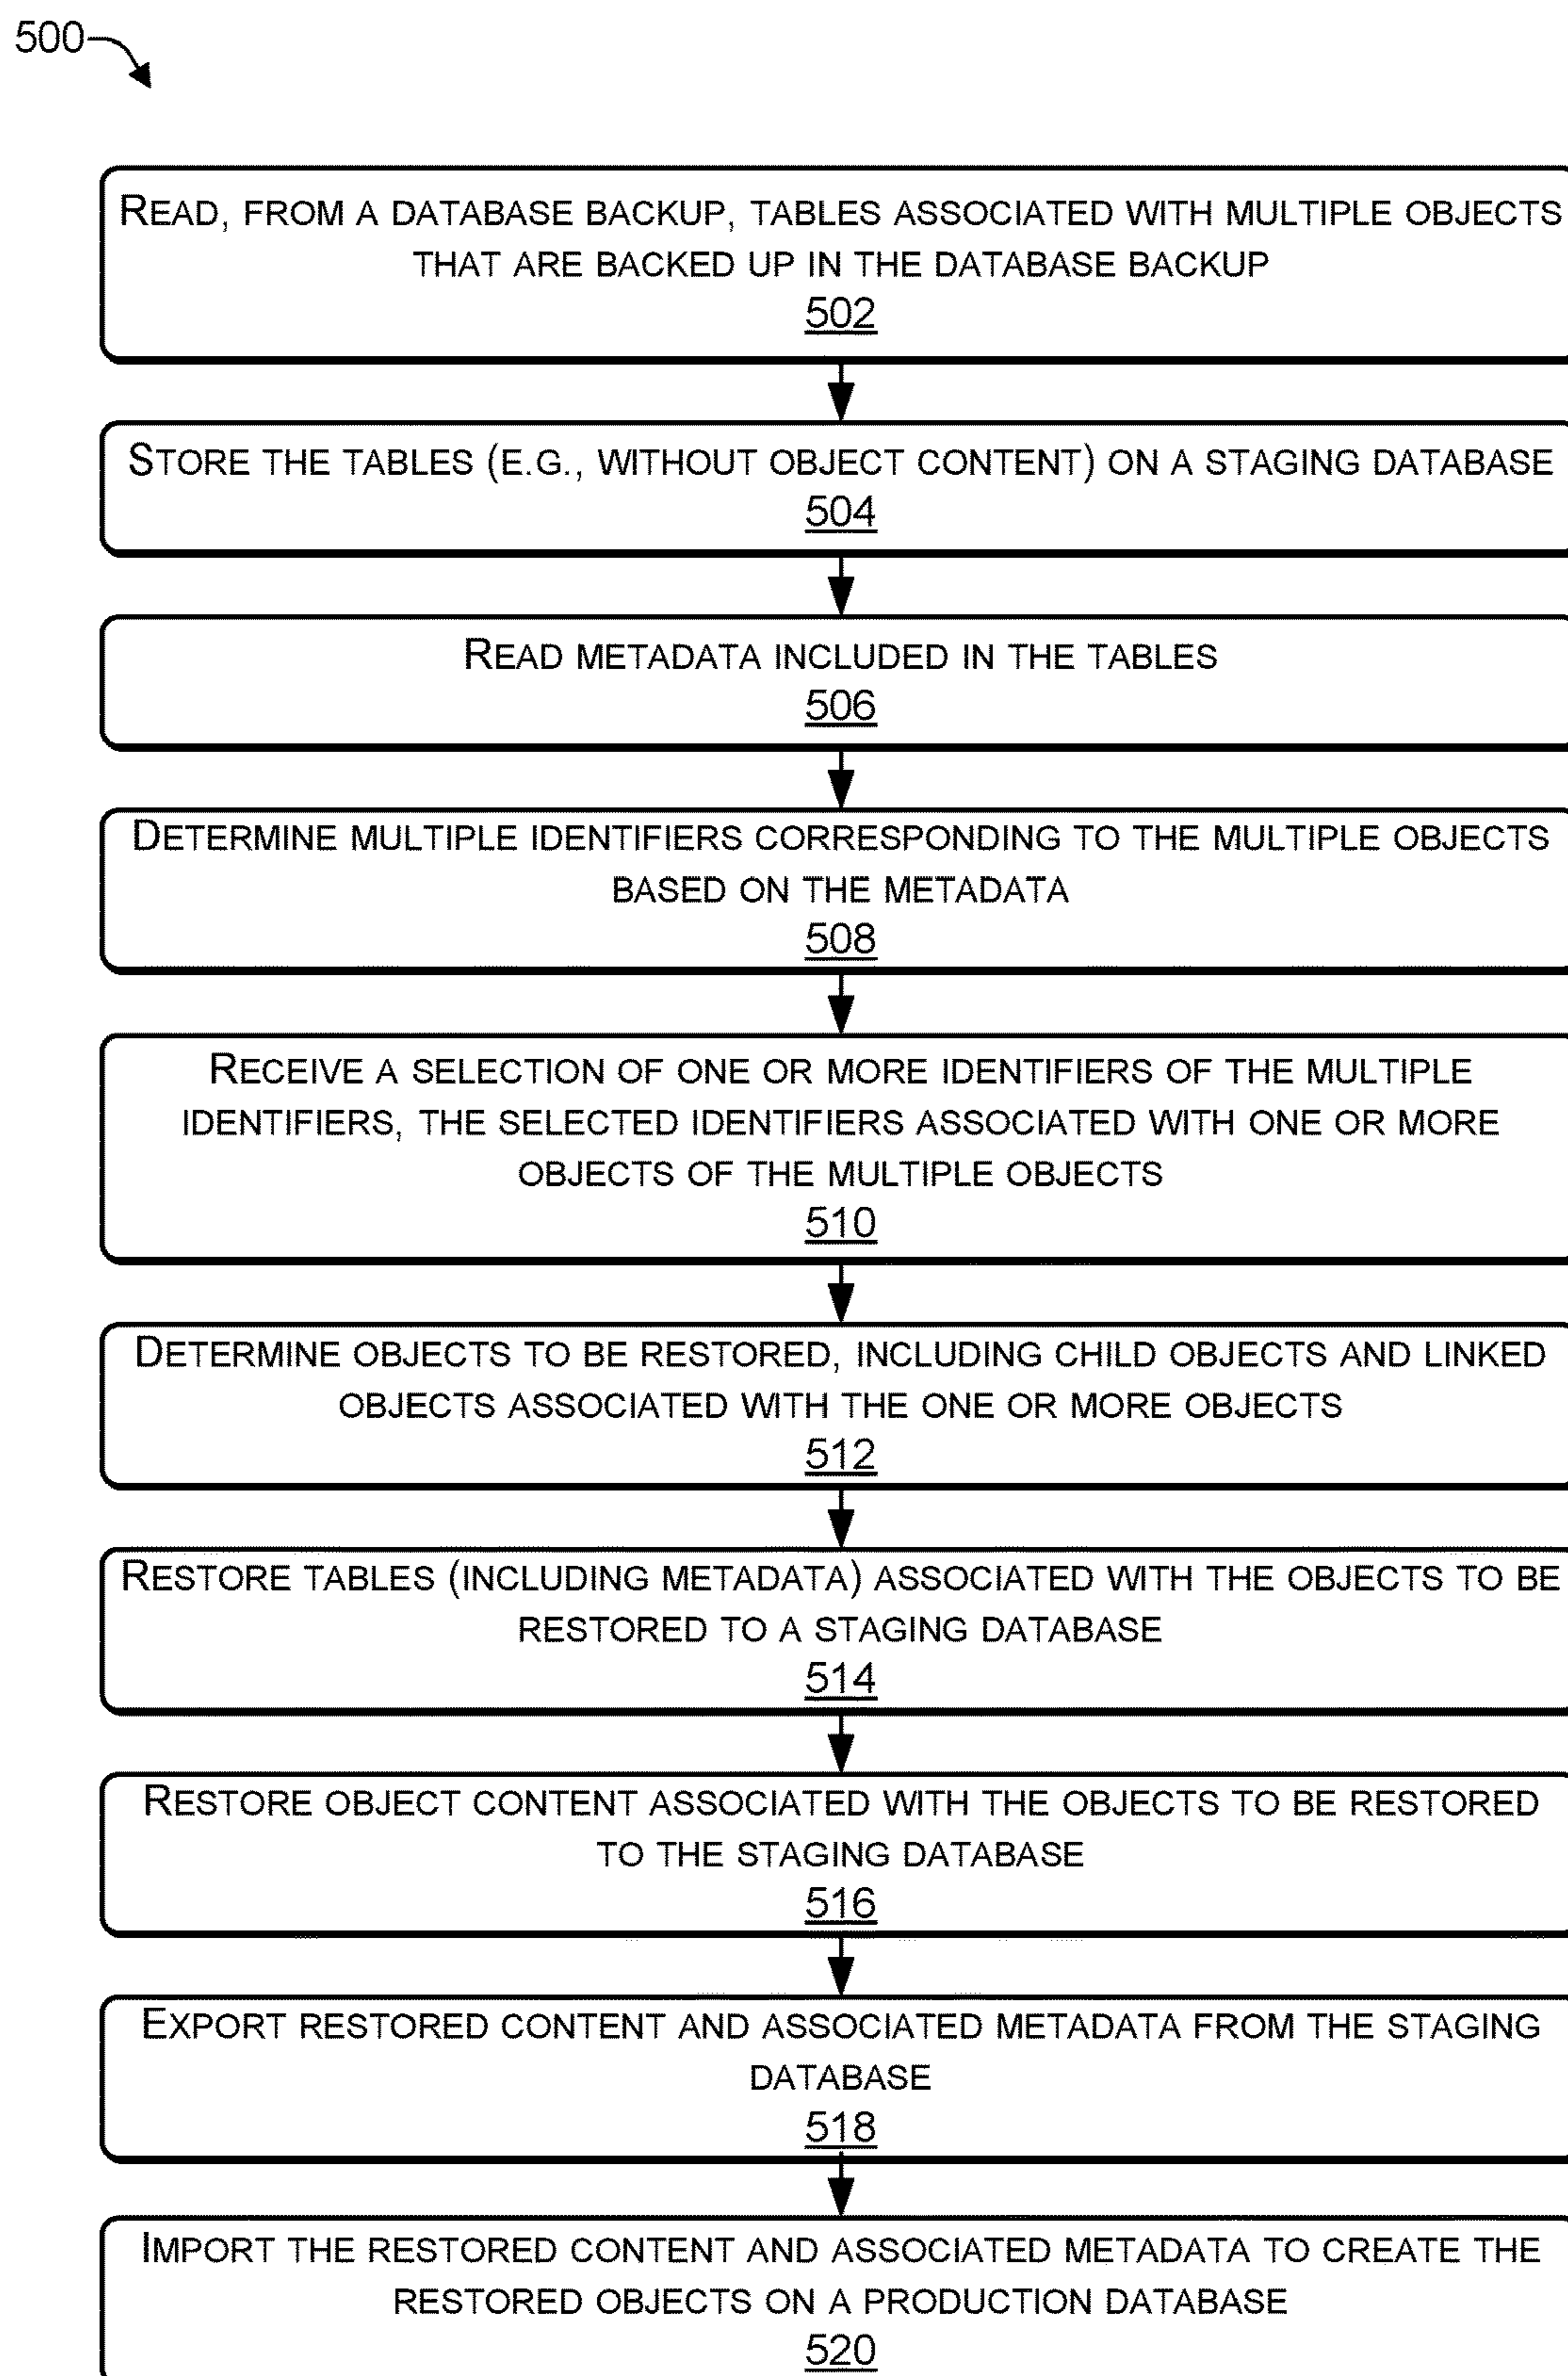 500
READ, FROM A DATABASE BACKUP, TABLES ASSOCIATED WITH MULTIPLE OBJECTS
THAT ARE BACKED UP IN THE DATABASE BACKUP
502
STORE THE TABLES (E.G., WITHOUT OBJECT CONTENT) ON A STAGING DATABASE
504
READ METADATA INCLUDED IN THE TABLES
506
DETERMINE MULTIPLE IDENTIFIERS CORRESPONDING TO THE MULTIPLE OBJECTS
BASED ON THE METADATA
508
RECEIVE A SELECTION OF ONE OR MORE IDENTIFIERS OF THE MULTIPLE
IDENTIFIERS, THE SELECTED IDENTIFIERS ASSOCIATED WITH ONE OR MORE
OBJECTS OF THE MULTIPLE OBJECTS
510
DETERMINE OBJECTS TO BE RESTORED, INCLUDING CHILD OBJECTS AND LINKED
OBJECTS ASSOCIATED WITH THE ONE OR MORE OBJECTS
512
RESTORE TABLES (INCLUDING METADATA) ASSOCIATED WITH THE OBJECTS TO BE
RESTORED TO A STAGING DATABASE
514
RESTORE OBJECT CONTENT ASSOCIATED WITH THE OBJECTS TO BE RESTORED
TO THE STAGING DATABASE
516
EXPORT RESTORED CONTENT AND ASSOCIATED METADATA FROM THE STAGING
DATABASE
518
IMPORT THE RESTORED CONTENT AND ASSOCIATED METADATA TO CREATE THE
RESTORED OBJECTS ON A PRODUCTION DATABASE
520